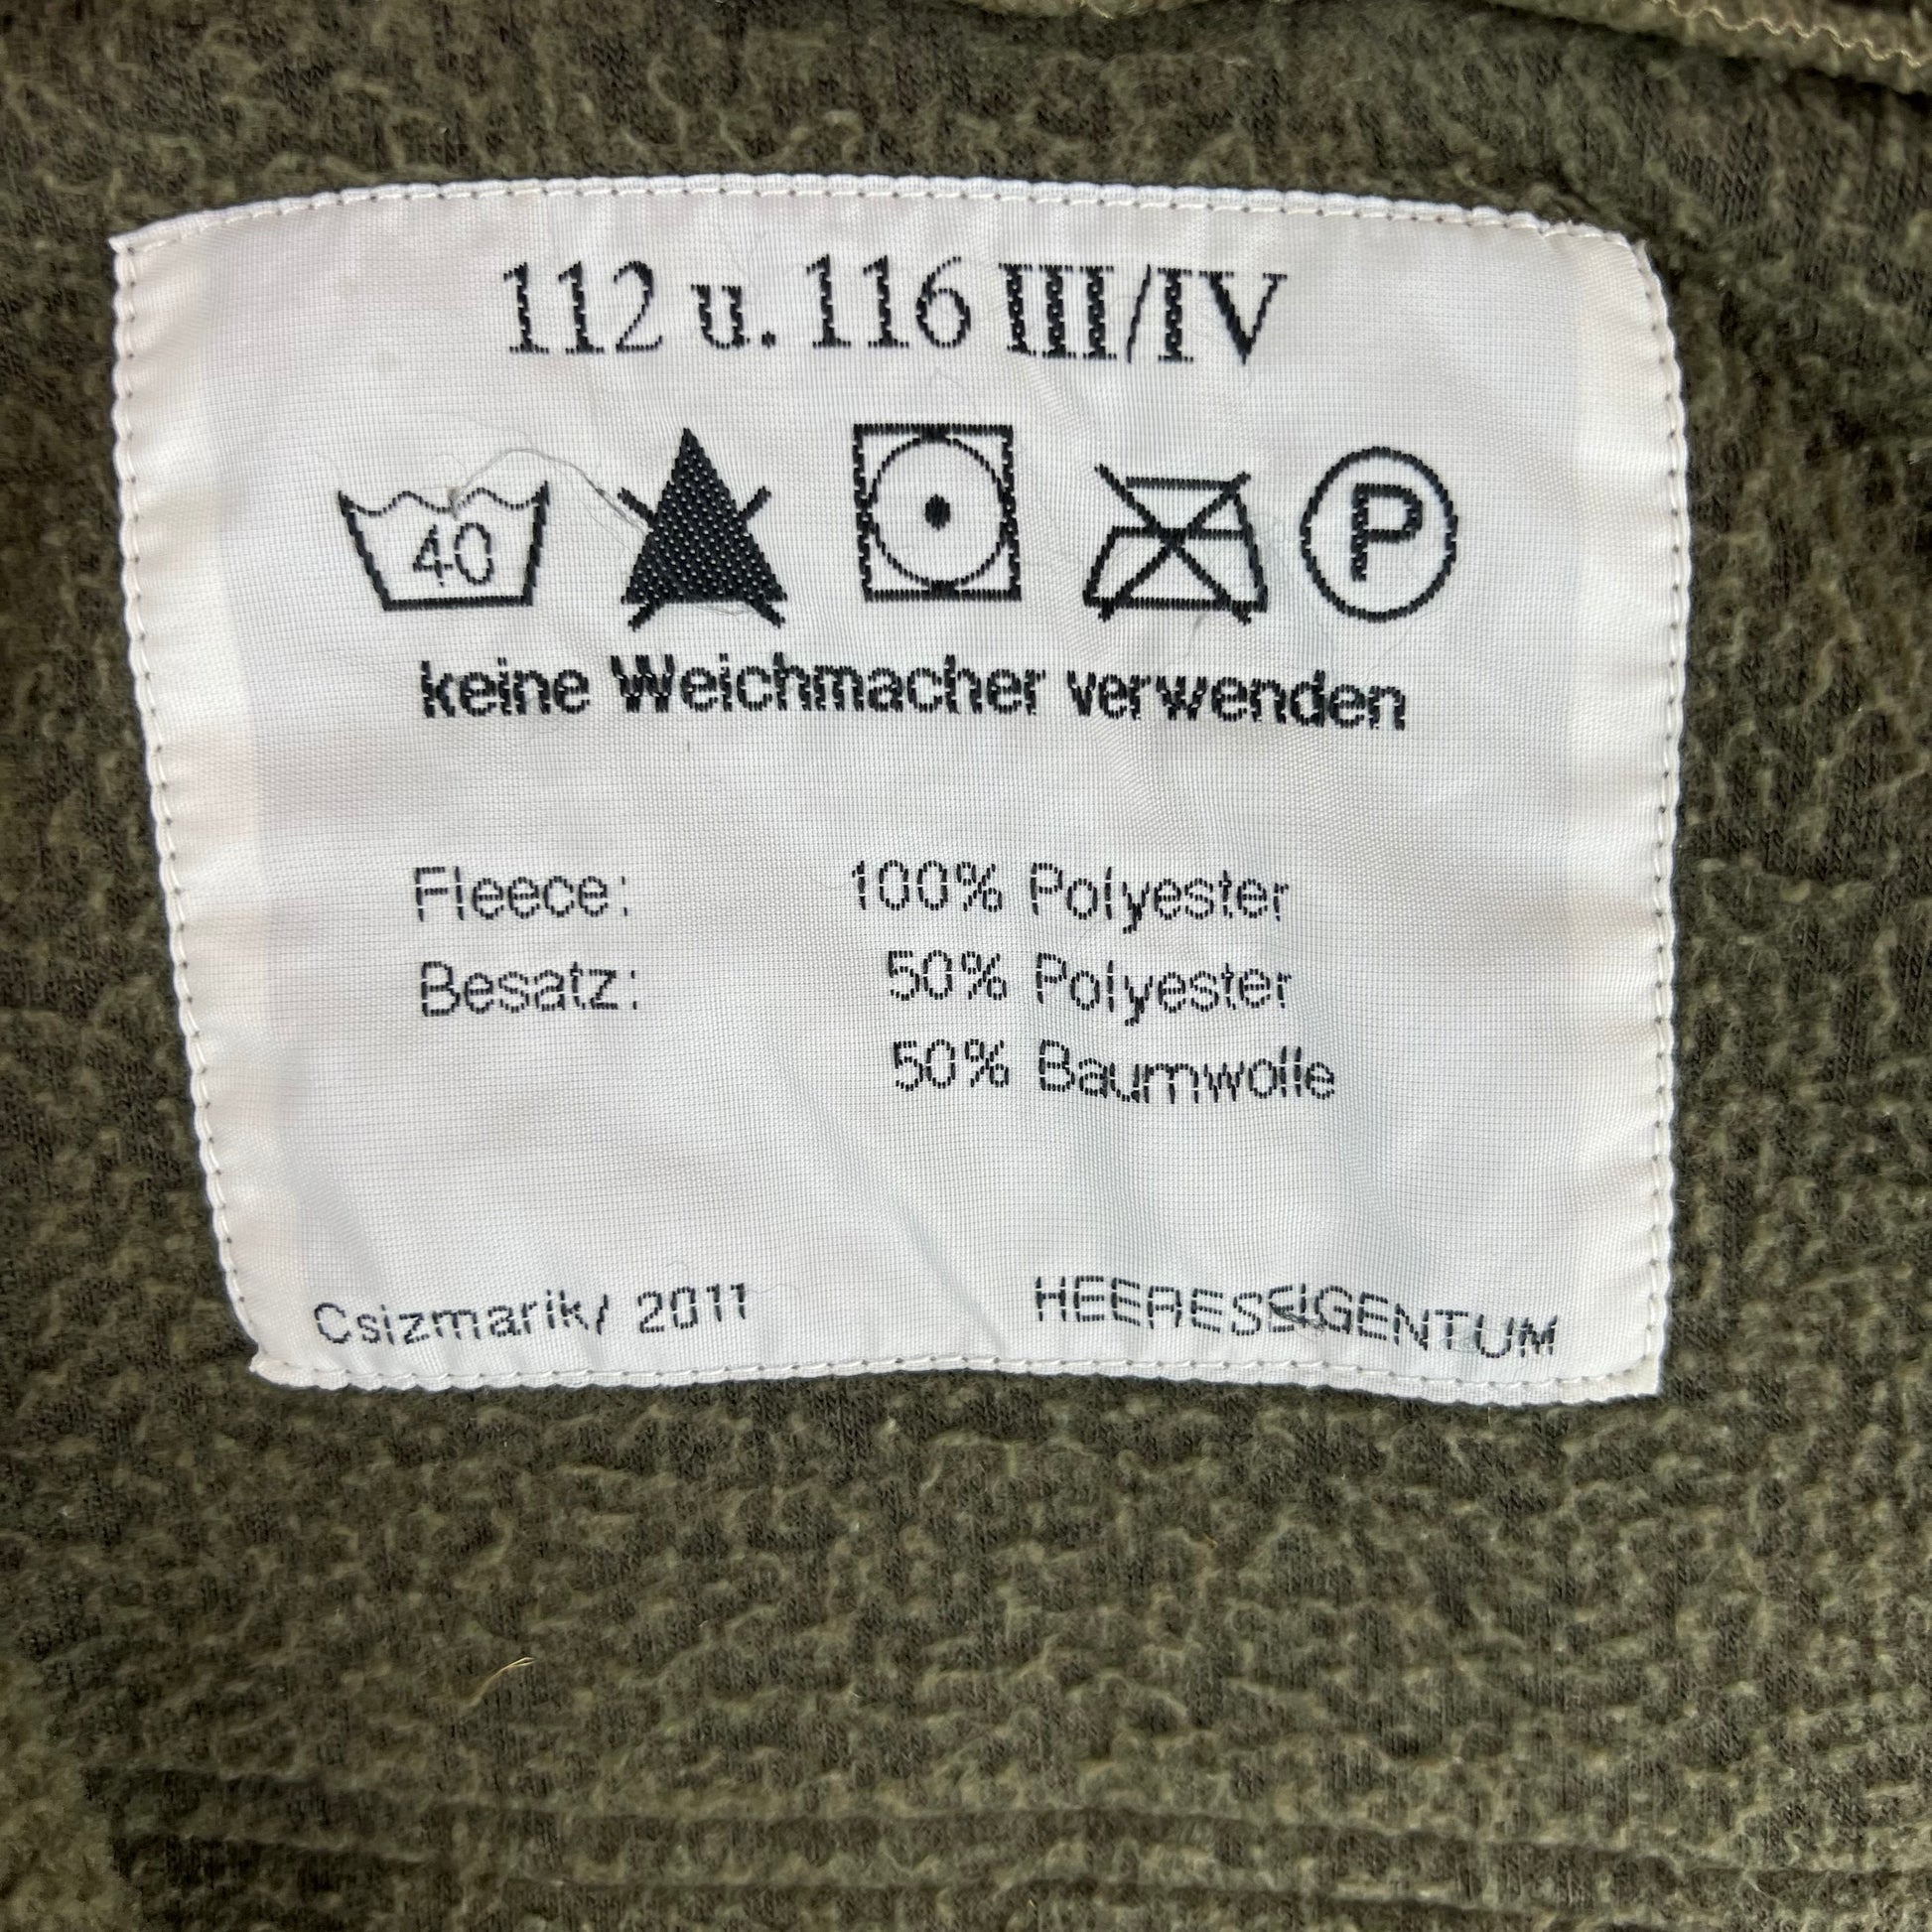 112 u. 116 III/IV
40 P
keine Weichmacher verwenden
Fleece: 100% Polyester
Besatz: 50% Polyester
50% Baumwolle
Csizmarik/ 2011 HEERESEIGENTUM